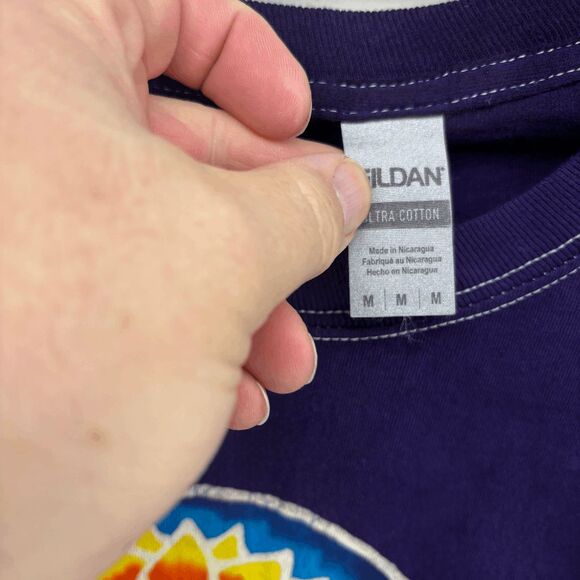 ILDAN
LTRA COTTON
Made in Nicaragua
Fabriqué au Nicaragua
Hecho en Nicaragua
M | M | M